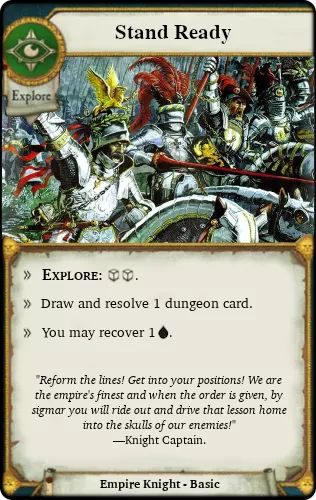 Stand Ready
Explore
» EXPLORE: .
» Draw and resolve 1 dungeon card.
» You may recover 1.
"Reform the lines! Get into your positions! We are
the empire's finest and when the order is given, by
sigmar you will ride out and drive that lesson home
into the skulls of our enemies!"
—Knight Captain.
Empire Knight - Basic